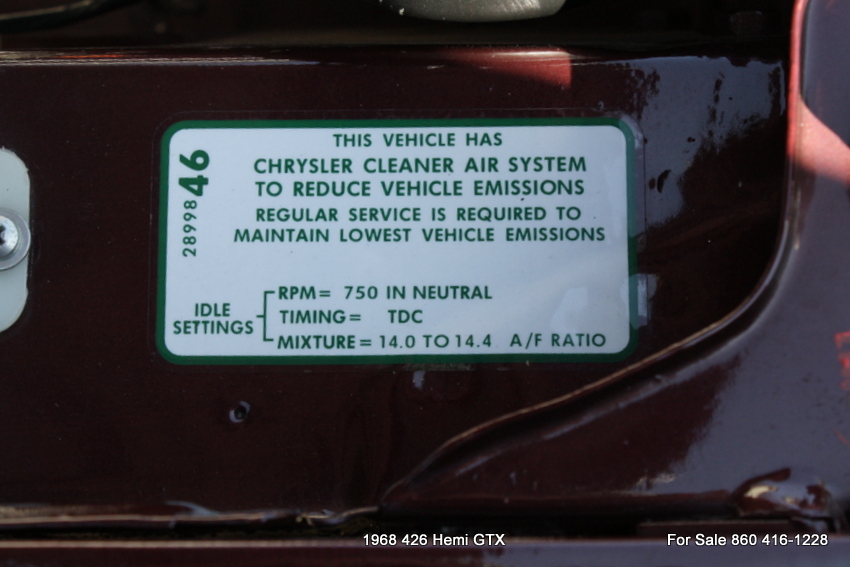 THIS VEHICLE HAS
CHRYSLER CLEANER AIR SYSTEM
TO REDUCE VEHICLE EMISSIONS
REGULAR SERVICE IS REQUIRED TO
MAINTAIN LOWEST VEHICLE EMISSIONS
2899846
IDLE
SETTINGS
RPM= 750 IN NEUTRAL
TIMING= TDC
MIXTURE= 14.0 TO 14.4 A/F RATIO
1968 426 Hemi GTX
For Sale 860 416-1228